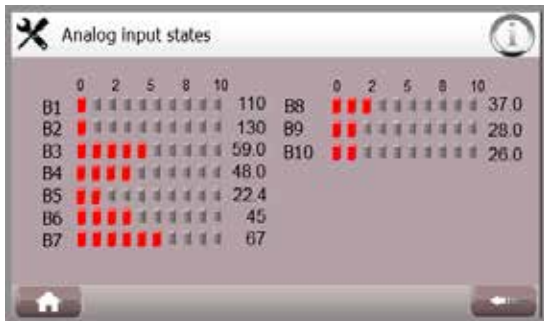 Analog input states
0 2 5 8 10
B1 110
B2 130
B3 59.0
B4 48.0
B5 22.4
B6 45
B7 67
0 2 5 8 10
B8 37.0
B9 28.0
B10 26.0